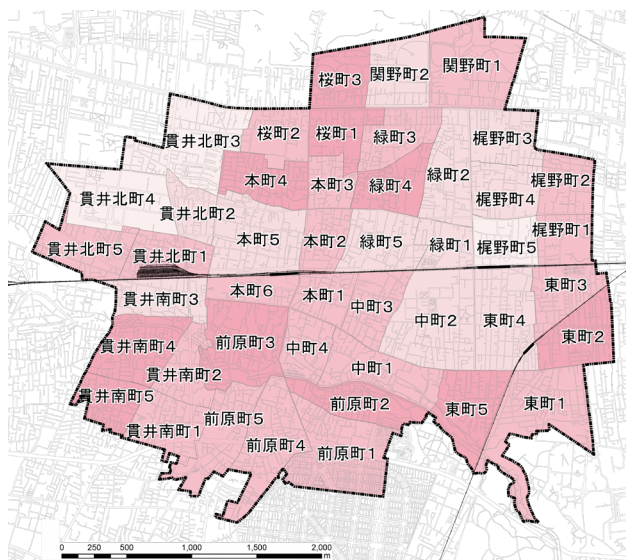 関野町1
桜町3
関野町2
貫井北町3
桜町2
桜町1
緑町3
梶野町3
本町4
本町3
緑町4
緑町2
梶野町4
梶野町2
貫井北町4
貫井北町2
本町5
本町2
緑町5
緑町1
梶野町5
梶野町1
貫井北町5
貫井北町1
貫井南町3
本町6
本町1
中町3
中町2
東町4
東町3
東町2
貫井南町4
前原町3
中町4
中町1
貫井南町2
貫井南町5
貫井南町1
前原町5
前原町4
前原町2
前原町1
東町5
東町1
0 250 500 1,000 1,500 2,000
m